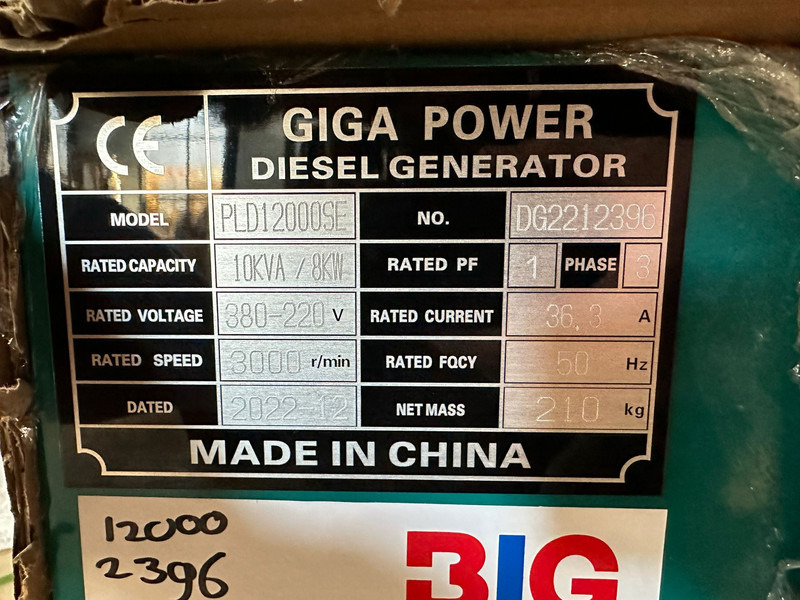 CE GIGA POWER
DIESEL GENERATOR
MODEL PLD12000SE NO. DG2212396
RATED CAPACITY 10KVA / 8KW RATED PF 1 PHASE 3
RATED VOLTAGE 380-220 V RATED CURRENT 36.3 A
RATED SPEED 3000 r/min RATED FQCY 50 Hz
DATED 2022-12 NET MASS 210 kg
MADE IN CHINA
12000
2396
BIG